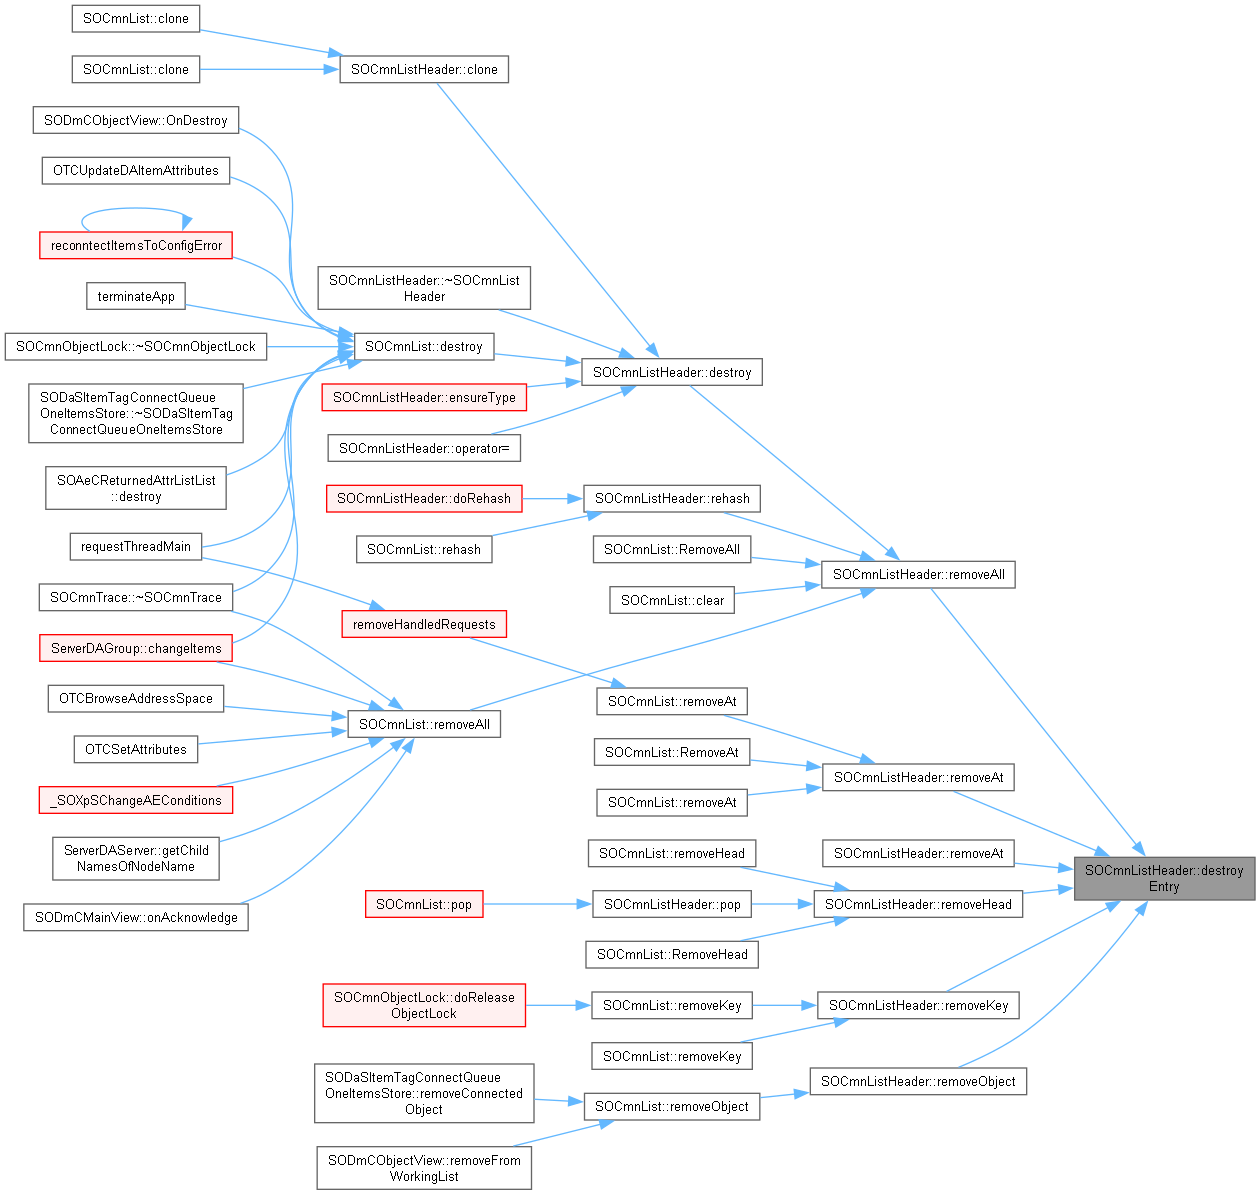 SOCmnList::clone
SOCmnList::clone
SOCmnListHeader::clone
SODmCObjectView::OnDestroy
OTCUpdateDAItemAttributes
reconntectItemsToConfigError
terminateApp
SOCmnObjectLock::~SOCmnObjectLock
SODaSItemTagConnectQueue
OneItemsStore::~SODaSItemTag
ConnectQueueOneItemsStore
SOAeCReturnedAttrListList
::destroy
requestThreadMain
SOCmnTrace::~SOCmnTrace
ServerDAGroup::changeItems
OTCBrowseAddressSpace
OTCSetAttributes
_SOXpSChangeAEConditions
ServerDAServer::getChild
NamesOfNodeName
SODmCMainView::onAcknowledge
SOCmnListHeader::~SOCmnList
Header
SOCmnList::destroy
SOCmnListHeader::ensureType
SOCmnListHeader::operator=
SOCmnListHeader::destroy
SOCmnListHeader::doRehash
SOCmnList::rehash
SOCmnListHeader::rehash
SOCmnList::RemoveAll
SOCmnList::clear
SOCmnListHeader::removeAll
removeHandledRequests
SOCmnList::removeAll
SOCmnList::removeAt
SOCmnList::RemoveAt
SOCmnList::removeAt
SOCmnListHeader::removeAt
SOCmnListHeader::removeAt
SOCmnListHeader::destroy
Entry
SOCmnList::removeHead
SOCmnList::pop
SOCmnListHeader::pop
SOCmnListHeader::removeHead
SOCmnList::RemoveHead
SOCmnObjectLock::doRelease
ObjectLock
SOCmnList::removeKey
SOCmnListHeader::removeKey
SOCmnList::removeKey
SODaSItemTagConnectQueue
OneItemsStore::removeConnected
Object
SOCmnList::removeObject
SOCmnListHeader::removeObject
SODmCObjectView::removeFrom
WorkingList